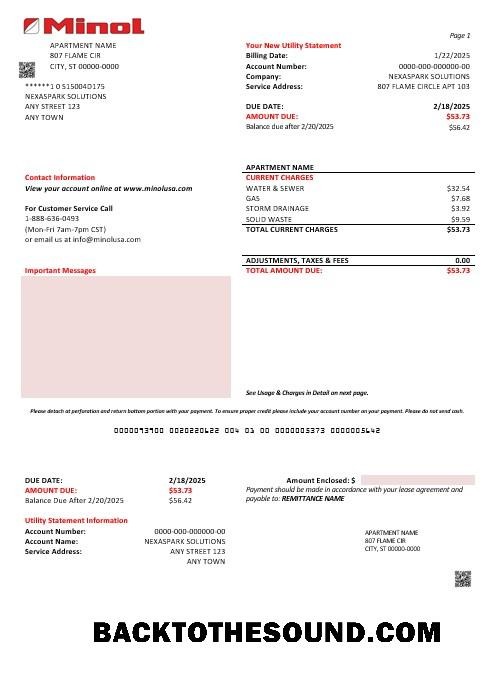 Minol
Page 1
APARTMENT NAME
807 FLAME CIR
CITY, ST 00000-0000
******1 0 515004D175
NEXASPARK SOLUTIONS
ANY STREET 123
ANY TOWN
Your New Utility Statement
Billing Date: 1/22/2025
Account Number: 0000-000-000000-00
Company: NEXASPARK SOLUTIONS
Service Address: 807 FLAME CIRCLE APT 103
DUE DATE: 2/18/2025
AMOUNT DUE: $53.73
Balance due after 2/20/2025 $56.42
Contact Information
View your account online at www.minolusa.com
For Customer Service Call
1-888-636-0493
(Mon-Fri 7am-7pm CST)
or email us at info@minolusa.com
APARTMENT NAME
CURRENT CHARGES
WATER & SEWER $32.54
GAS $7.68
STORM DRAINAGE $3.92
SOLID WASTE $9.59
TOTAL CURRENT CHARGES $53.73
ADJUSTMENTS, TAXES & FEES 0.00
TOTAL AMOUNT DUE: $53.73
Important Messages
See Usage & Charges in Detail on next page.
Please detach at perforation and return bottom portion with your payment. To ensure proper credit please include your account number on your payment. Please do not send cash.
0000093900 0020220622 004 01 00 0000005373 0000005642
DUE DATE: 2/18/2025
AMOUNT DUE: $53.73
Balance Due After 2/20/2025 $56.42
Amount Enclosed: $
Payment should be made in accordance with your lease agreement and
payable to: REMITTANCE NAME
Utility Statement Information
Account Number: 0000-000-000000-00
Account Name: NEXASPARK SOLUTIONS
Service Address: ANY STREET 123
ANY TOWN
APARTMENT NAME
807 FLAME CIR
CITY, ST 00000-0000
BACKTOTHESOUND.COM